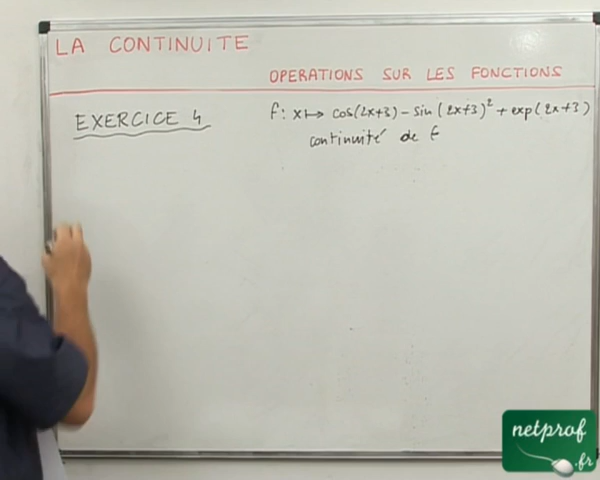 LA CONTINUITE
OPERATIONS SUR LES FONCTIONS
EXERCICE 4 f: x ↦ cos(2x+3) - sin(2x+3)² + exp(2x+3)
continuité de f
netprof
.fr